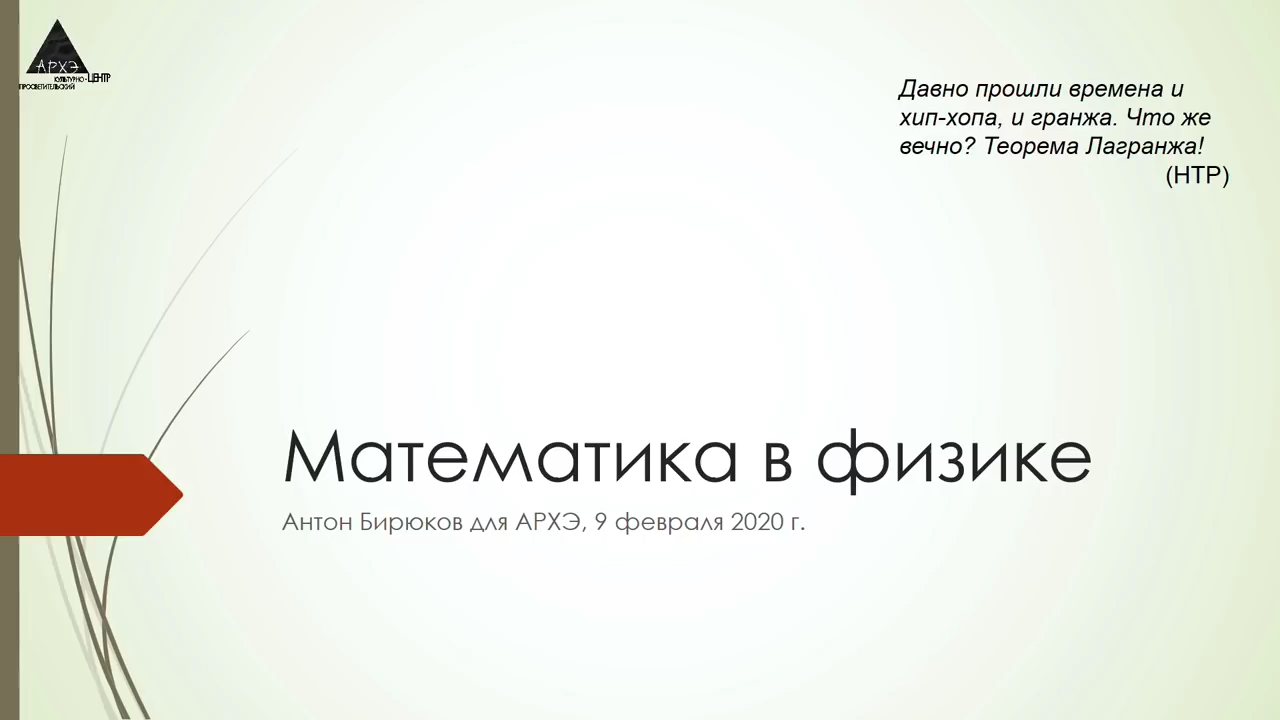 АРХЭ
КУЛЬТУРНО-ЦЕНТР
ПРОСВЕТИТЕЛЬСКИЙ
Давно прошли времена и
хип-хопа, и гранжа. Что же
вечно? Теорема Лагранжа!
(НТР)
Математика в физике
Антон Бирюков для АРХЭ, 9 февраля 2020 г.